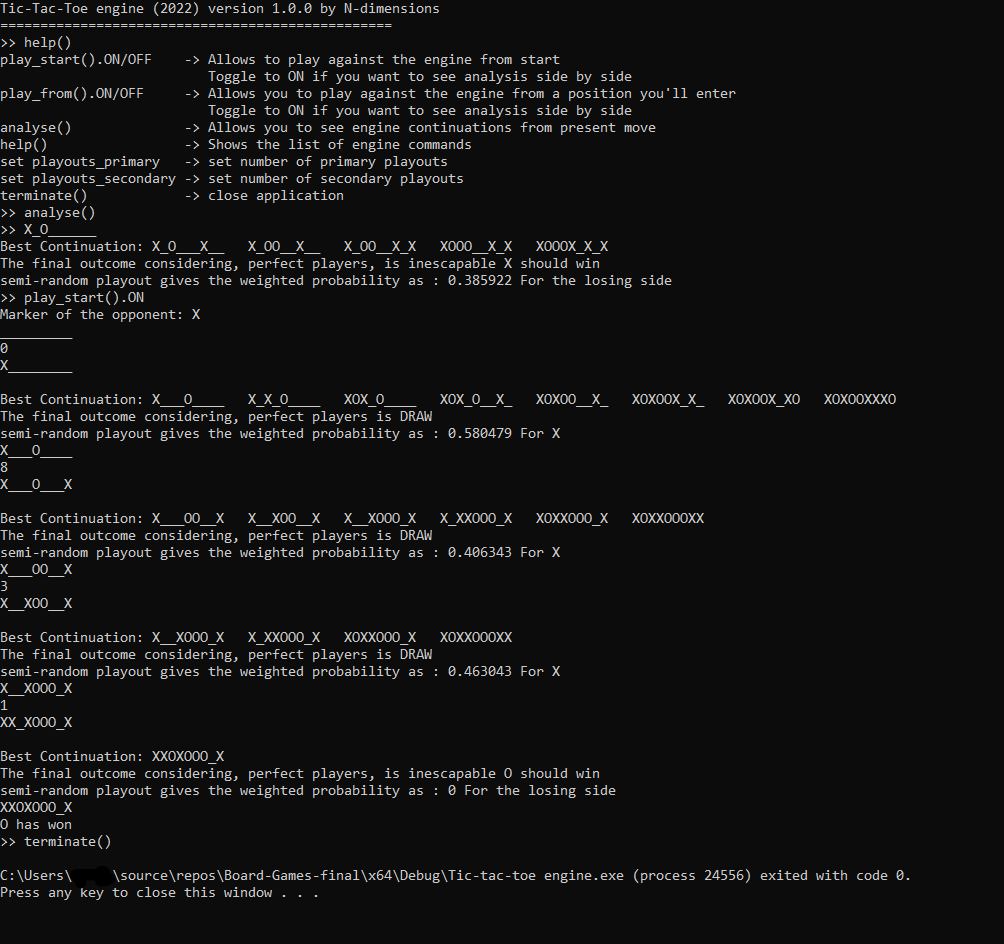 Tic-Tac-Toe engine (2022) version 1.0.0 by N-dimensions
=================================================
>> help()
play_start().ON/OFF    -> Allows to play against the engine from start
                          Toggle to ON if you want to see analysis side by side
play_from().ON/OFF     -> Allows you to play against the engine from a position you'll enter
                          Toggle to ON if you want to see analysis side by side
analyse()              -> Allows you to see engine continuations from present move
help()                 -> Shows the list of engine commands
set playouts_primary   -> set number of primary playouts
set playouts_secondary -> set number of secondary playouts
terminate()            -> close application
>> analyse()
>> X_O______
Best Continuation: X_O___X__   X_OO__X__   X_OO__X_X   XOOO__X_X   XOOOX_X_X
The final outcome considering, perfect players, is inescapable X should win
semi-random playout gives the weighted probability as : 0.385922 For the losing side
>> play_start().ON
Marker of the opponent: X
_________
0
X________

Best Continuation: X___O____   X_X_O____   XOX_O____   XOX_O__X_   XOXOO__X_   XOXOOX_X_   XOXOOX_XO   XOXOOXXXO
The final outcome considering, perfect players is DRAW
semi-random playout gives the weighted probability as : 0.580479 For X
X___O____
8
X___O___X

Best Continuation: X___OO__X   X__XOO__X   X__XOOO_X   X_XXOOO_X   XOXXOOO_X   XOXXOOOXX
The final outcome considering, perfect players is DRAW
semi-random playout gives the weighted probability as : 0.406343 For X
X___OO__X
3
X__XOO__X

Best Continuation: X__XOOO_X   X_XXOOO_X   XOXXOOO_X   XOXXOOOXX
The final outcome considering, perfect players is DRAW
semi-random playout gives the weighted probability as : 0.463043 For X
X__XOOO_X
1
XX_XOOO_X

Best Continuation: XXOXOOO_X
The final outcome considering, perfect players, is inescapable O should win
semi-random playout gives the weighted probability as : 0 For the losing side
XXOXOOO_X
O has won
>> terminate()

C:\Users\     \source\repos\Board-Games-final\x64\Debug\Tic-tac-toe engine.exe (process 24556) exited with code 0.
Press any key to close this window . . .